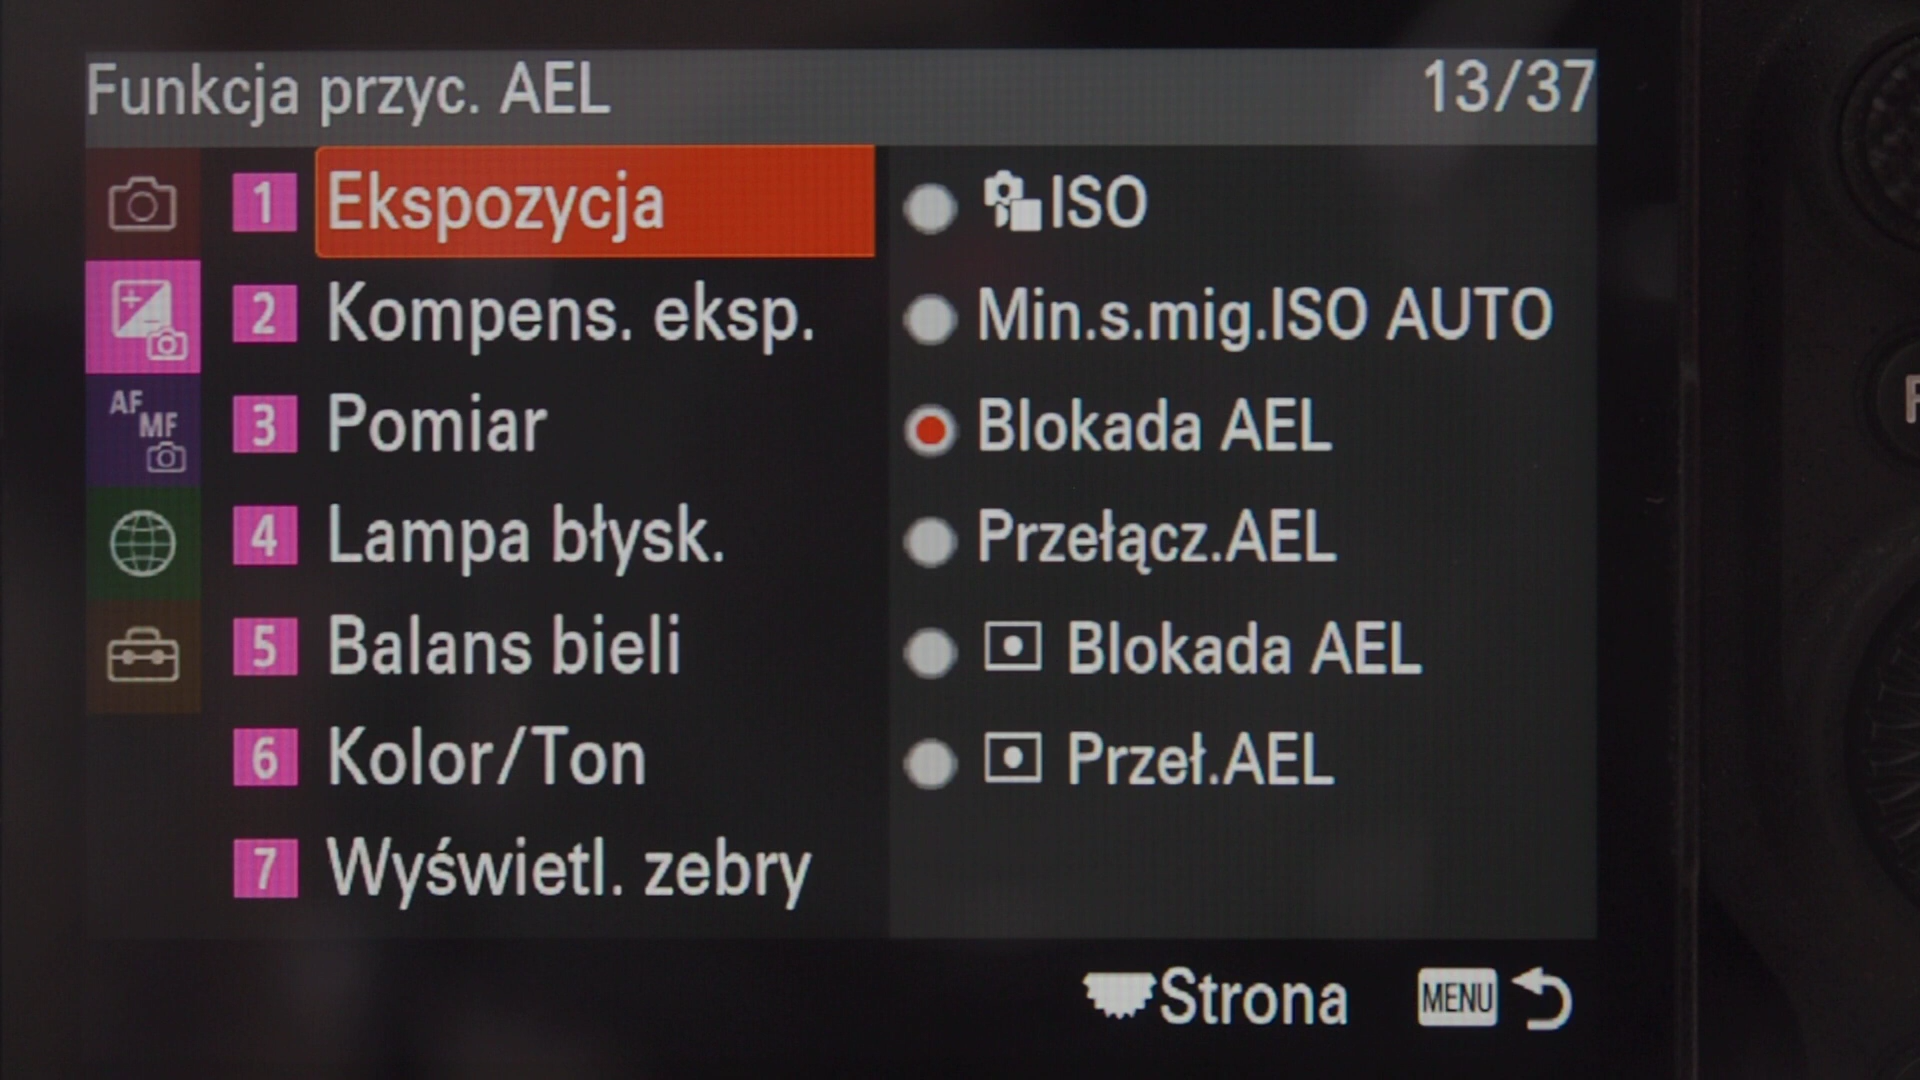 Funkcja przyc. AEL 13/37
1 Ekspozycja
2 Kompens. eksp.
3 Pomiar
4 Lampa błysk.
5 Balans bieli
6 Kolor/Ton
7 Wyświetl. zebry
AF
MF
ISO
Min.s.mig.ISO AUTO
Blokada AEL
Przełącz.AEL
Blokada AEL
Przeł.AEL
Strona MENU